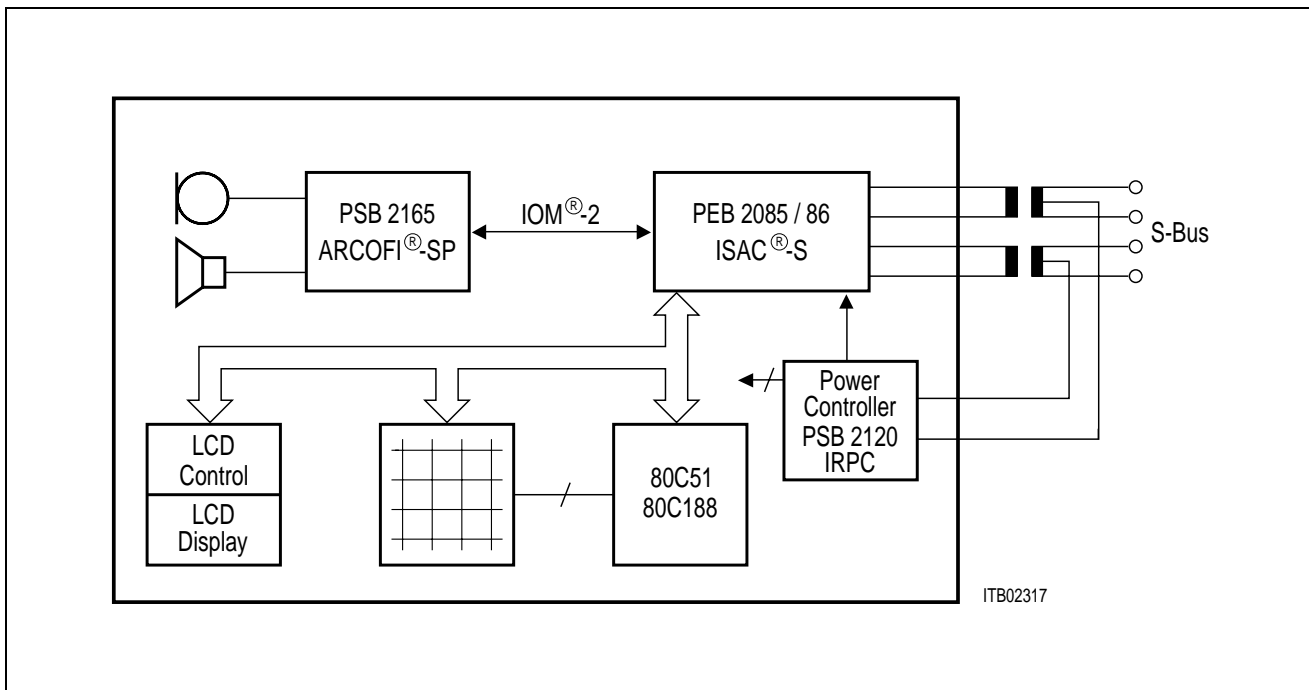 PSB 2165
ARCOFI®-SP
IOM®-2
PEB 2085 / 86
ISAC®-S
S-Bus
Power
Controller
PSB 2120
IRPC
LCD
Control
LCD
Display
80C51
80C188
ITB02317